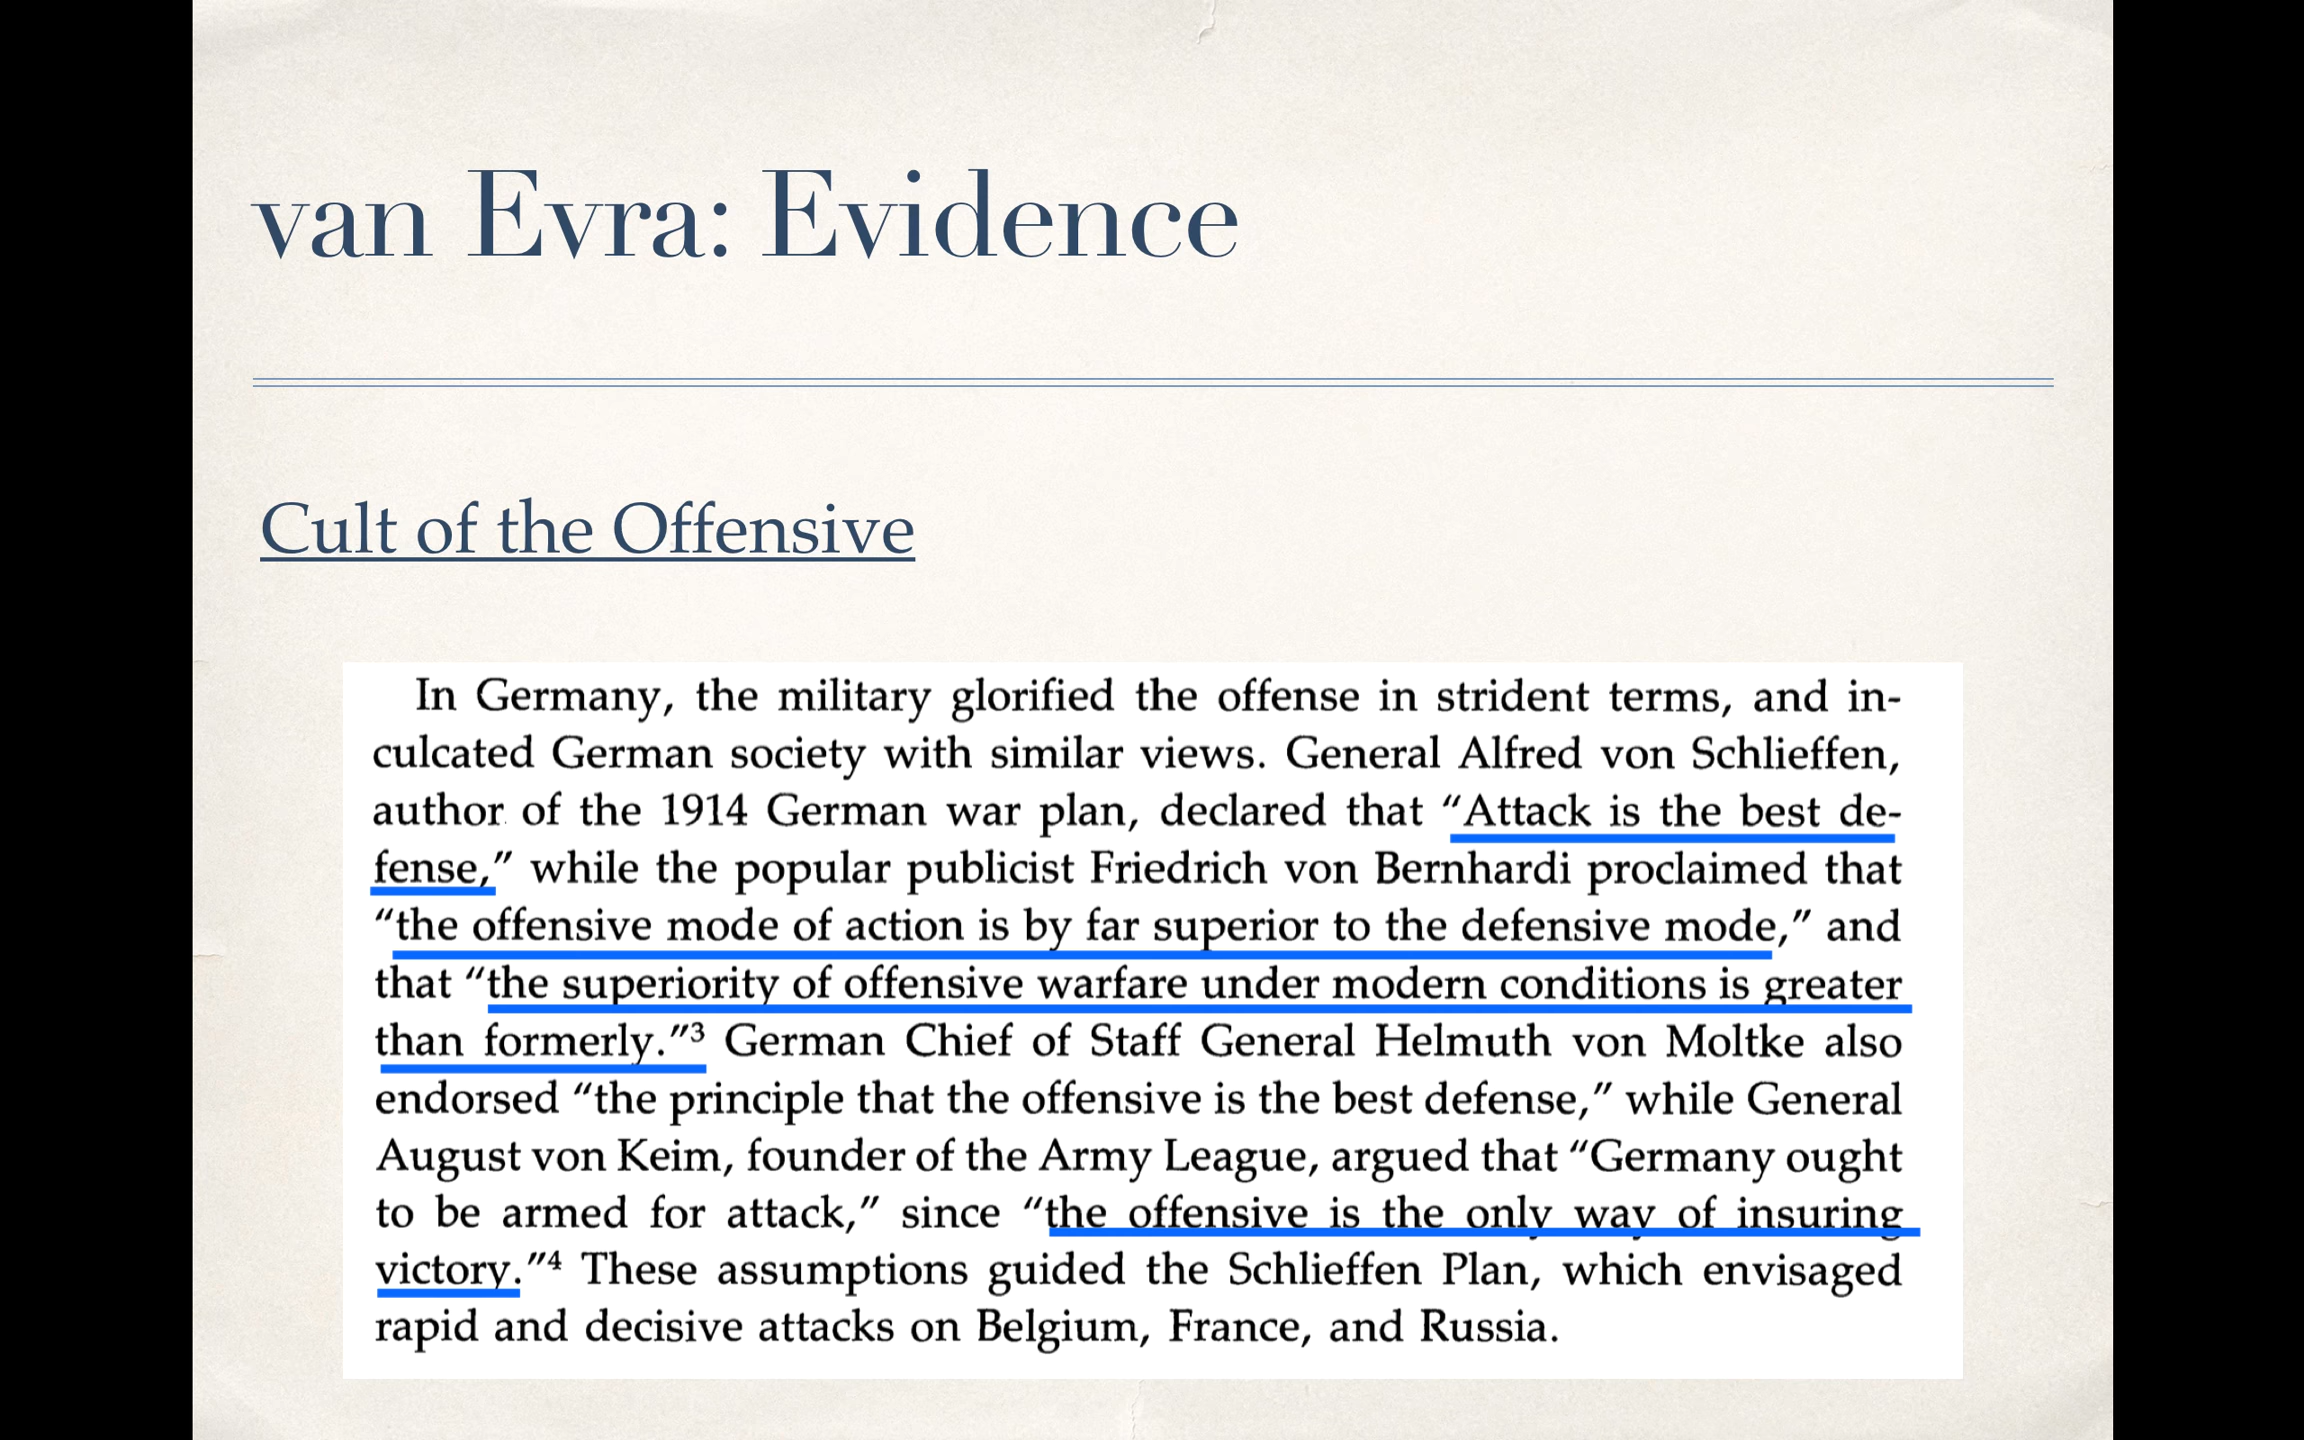 van Evra: Evidence
Cult of the Offensive
In Germany, the military glorified the offense in strident terms, and in-
culcated German society with similar views. General Alfred von Schlieffen,
author of the 1914 German war plan, declared that “Attack is the best de-
fense,” while the popular publicist Friedrich von Bernhardi proclaimed that
“the offensive mode of action is by far superior to the defensive mode,” and
that “the superiority of offensive warfare under modern conditions is greater
than formerly.”³ German Chief of Staff General Helmuth von Moltke also
endorsed “the principle that the offensive is the best defense,” while General
August von Keim, founder of the Army League, argued that “Germany ought
to be armed for attack,” since “the offensive is the only way of insuring
victory.”⁴ These assumptions guided the Schlieffen Plan, which envisaged
rapid and decisive attacks on Belgium, France, and Russia.